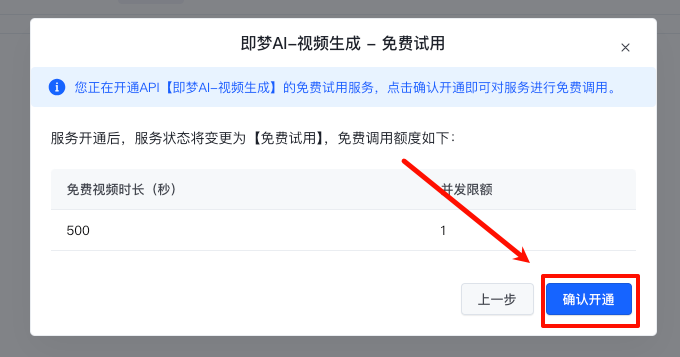 即梦AI-视频生成 - 免费试用
您正在开通API【即梦AI-视频生成】的免费试用服务，点击确认开通即可对服务进行免费调用。
服务开通后，服务状态将变更为【免费试用】，免费调用额度如下：
免费视频时长（秒） 并发限额
500 1
上一步 确认开通